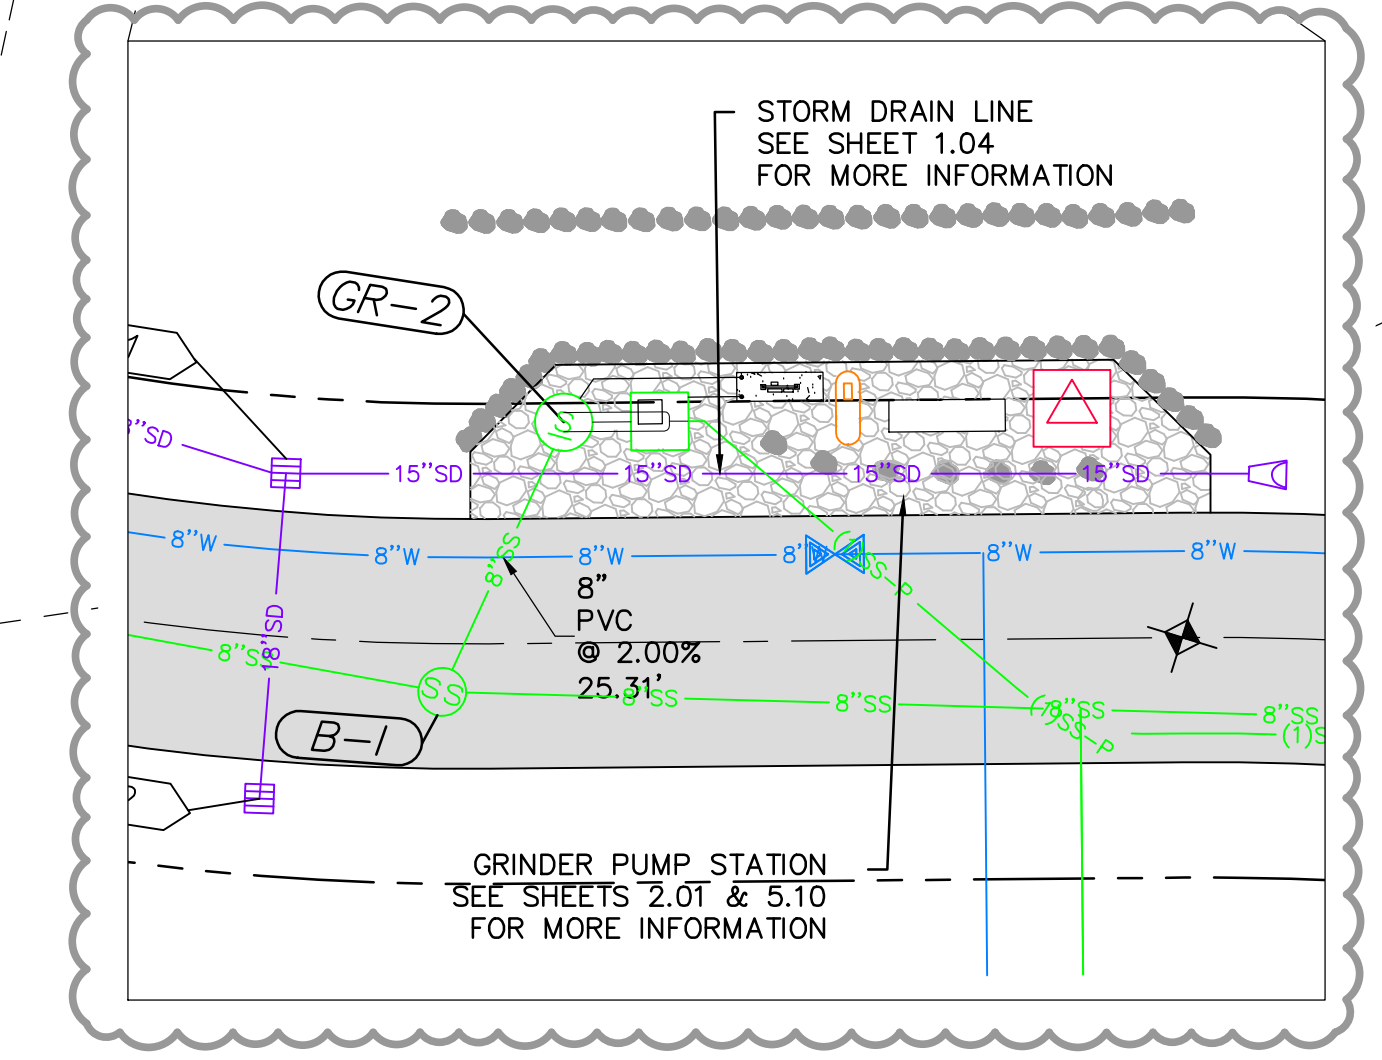 STORM DRAIN LINE
SEE SHEET 1.04
FOR MORE INFORMATION
GR-2
S
"SD
15"SD
15"SD
15"SD
15"SD
8"W
8"W
8"W
8"W
8"W
8"W
8"SS
SS-P
8"
PVC
@ 2.00%
25.31'
18"SD
8"SS
SS
8"SS
8"SS
8"SS
8"SS
SS-P
(1)S
B-1
GRINDER PUMP STATION
SEE SHEETS 2.01 & 5.10
FOR MORE INFORMATION